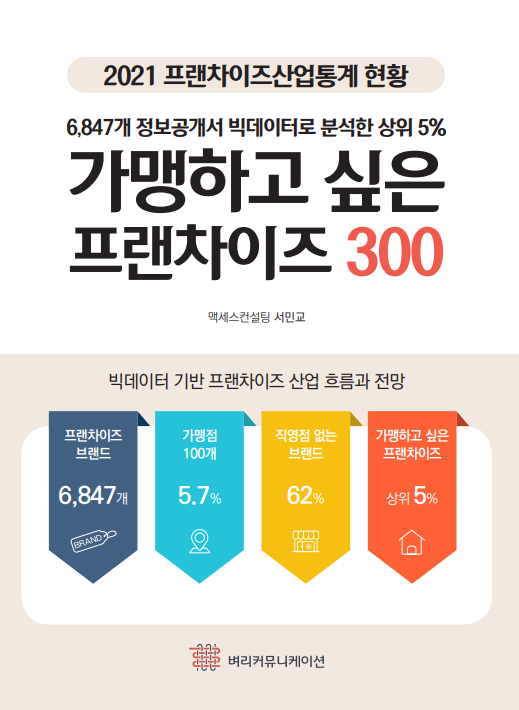 2021 프랜차이즈산업통계 현황
6,847개 정보공개서 빅데이터로 분석한 상위 5%
가맹하고 싶은
프랜차이즈 300
맥세스컨설팅 서민교
빅데이터 기반 프랜차이즈 산업 흐름과 전망
프랜차이즈
브랜드
6,847개
BRAND
가맹점
100개
5.7%
직영점 없는
브랜드
62%
가맹하고 싶은
프랜차이즈
상위 5%
벼리커뮤니케이션